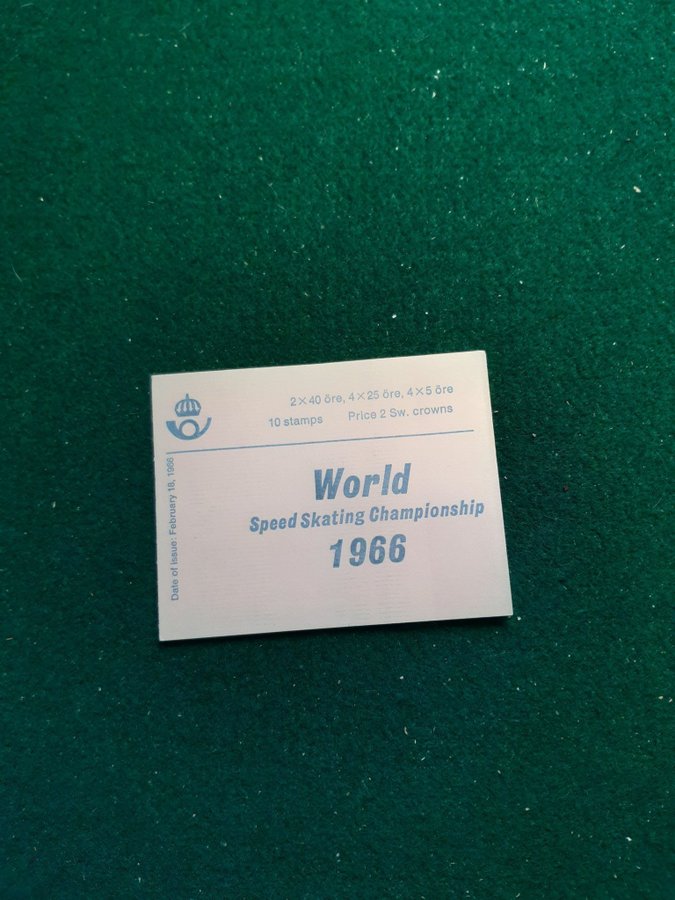 2×40 öre, 4×25 öre, 4×5 öre
10 stamps Price 2 Sw. crowns
World
Speed Skating Championship
1966
Date of issue: February 18, 1966